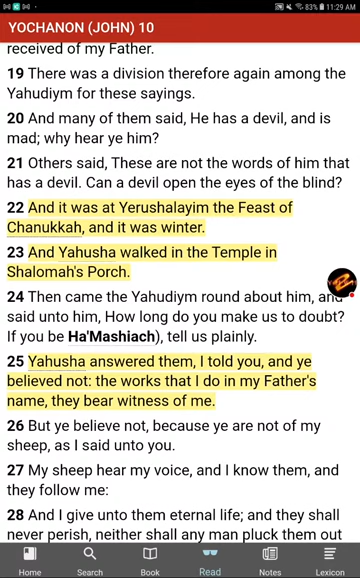 83% 11:29 AM
YOCHANON (JOHN) 10
received of my Father.
19 There was a division therefore again among the
Yahudiym for these sayings.
20 And many of them said, He has a devil, and is
mad; why hear ye him?
21 Others said, These are not the words of him that
has a devil. Can a devil open the eyes of the blind?
22 And it was at Yerushalayim the Feast of
Chanukkah, and it was winter.
23 And Yahusha walked in the Temple in
Shalomah's Porch.
24 Then came the Yahudiym round about him, and
said unto him, How long do you make us to doubt?
If you be Ha'Mashiach), tell us plainly.
25 Yahusha answered them, I told you, and ye
believed not: the works that I do in my Father's
name, they bear witness of me.
26 But ye believe not, because ye are not of my
sheep, as I said unto you.
27 My sheep hear my voice, and I know them, and
they follow me:
28 And I give unto them eternal life; and they shall
never perish, neither shall any man pluck them out
Home Search Book Read Notes Lexicon